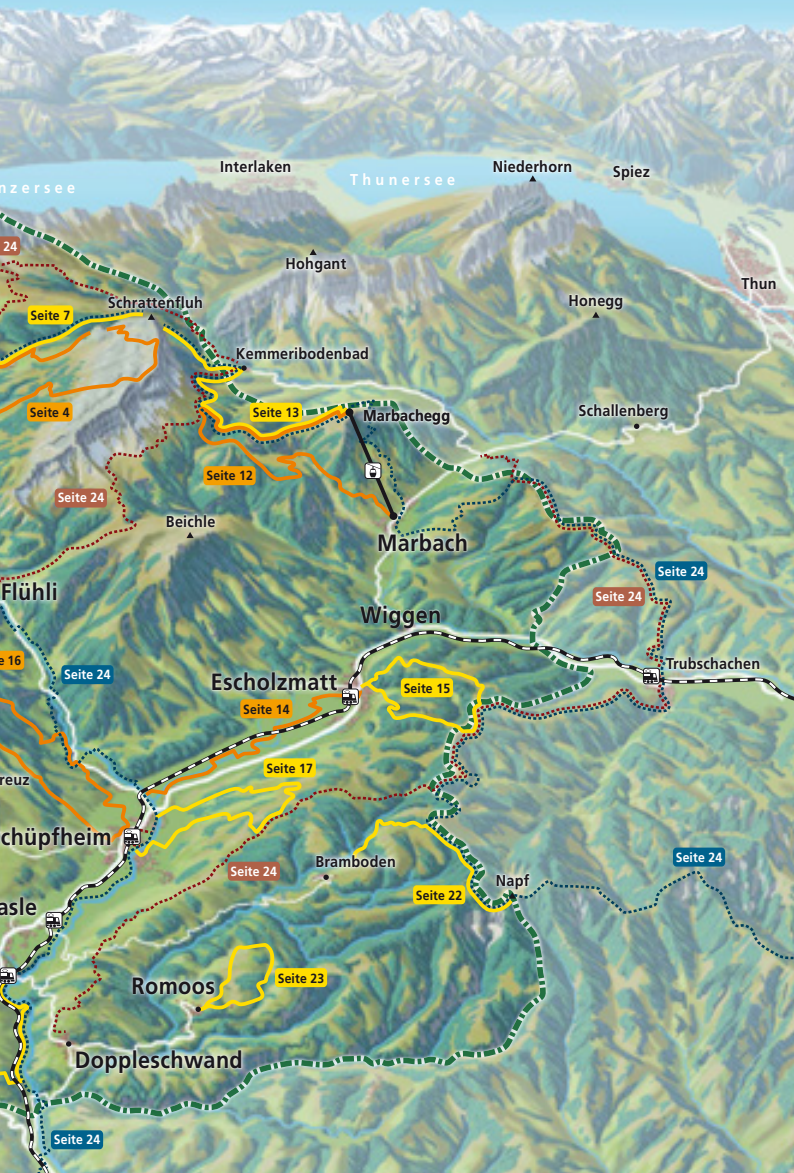 Interlaken
Niederhorn
Spiez
Thunersee
nzersee
24
Hohgant
Thun
Schrattenfluh
Honegg
Seite 7
Kemmeribodenbad
Seite 4
Seite 13
Marbachegg
Schallenberg
Seite 12
Seite 24
Beichle
Marbach
Seite 24
Flühli
Seite 24
Wiggen
e 16
Seite 24
Trubschachen
Escholzmatt
Seite 15
Seite 14
Seite 17
reuz
chüpfheim
Bramboden
Seite 24
Seite 24
Napf
Seite 22
asle
Seite 23
Romoos
Doppleschwand
Seite 24